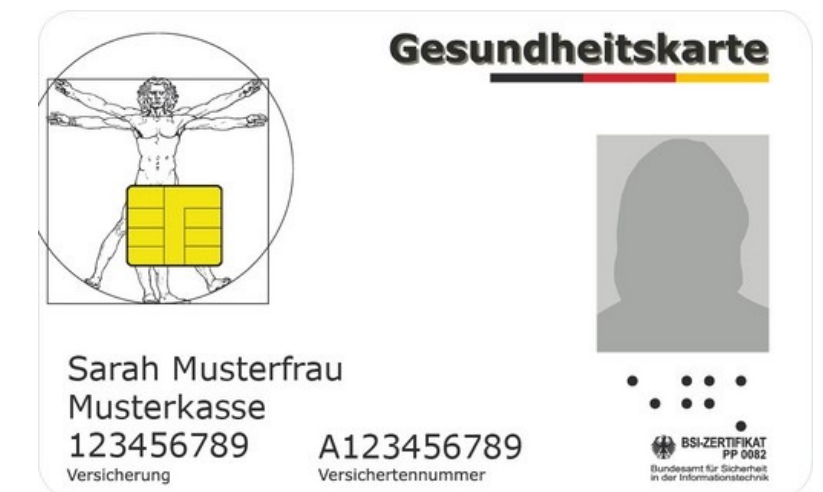 Gesundheitskarte
Sarah Musterfrau
Musterkasse
123456789
Versicherung
A123456789
Versichertennummer
BSI-ZERTIFIKAT
PP 0082
Bundesamt für Sicherheit
in der Informationstechnik